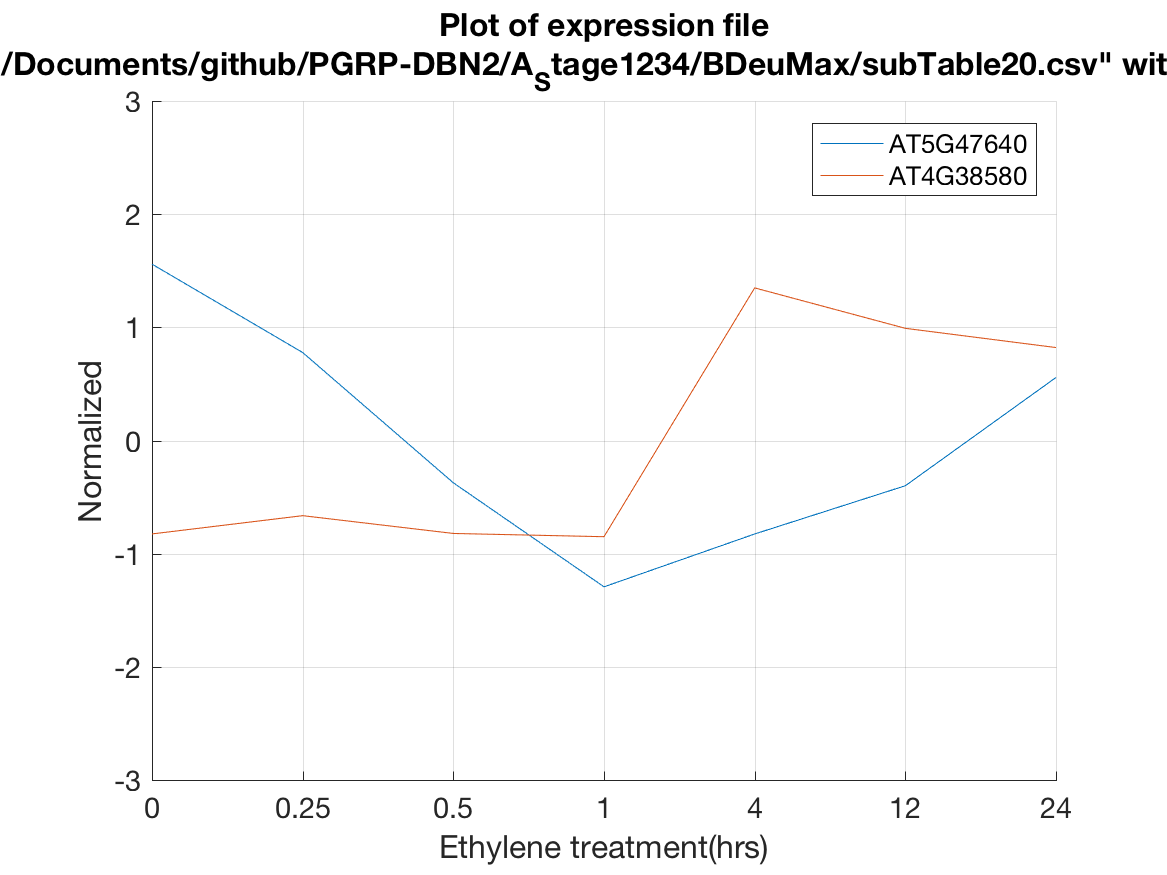 Plot of expression file
/Documents/github/PGRP-DBN2/A_Stage1234/BDeuMax/subTable20.csv" wit
3
2
1
0
-1
-2
-3
Normalized
AT5G47640
AT4G38580
0 0.25 0.5 1 4 12 24
Ethylene treatment(hrs)